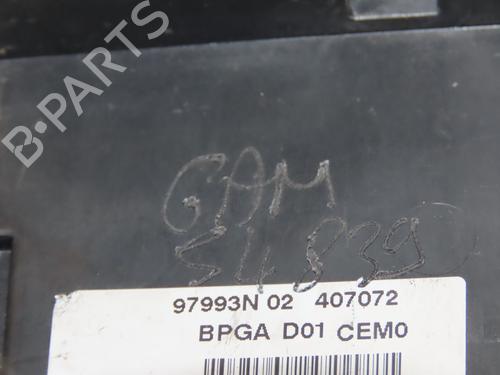 B-PARTS
GAM
54839
97993N 02 407072
BPGA D01 CEM0